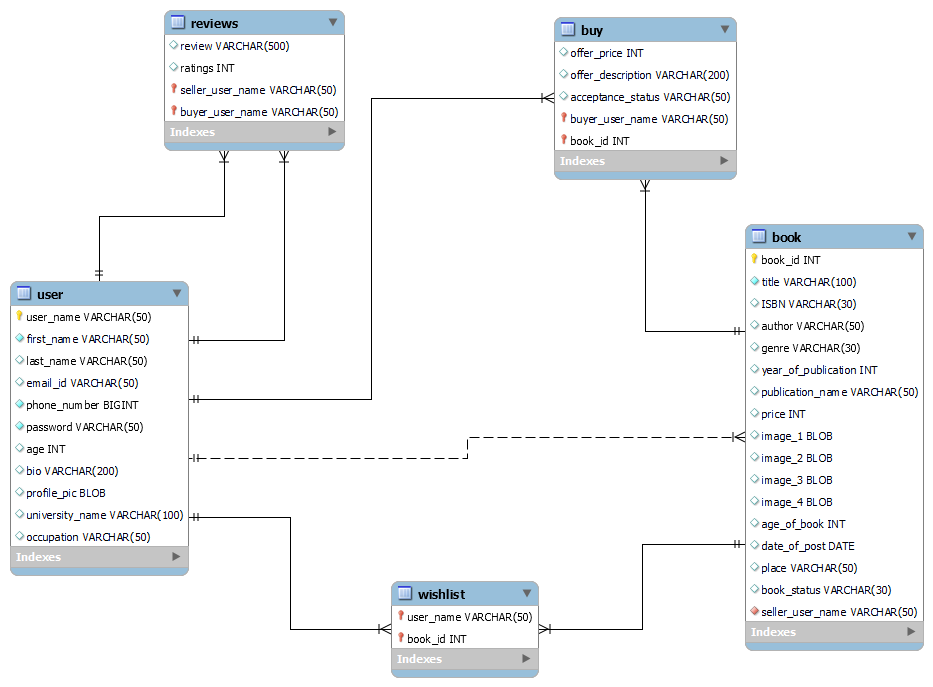 reviews
review VARCHAR(500)
ratings INT
seller_user_name VARCHAR(50)
buyer_user_name VARCHAR(50)
Indexes
buy
offer_price INT
offer_description VARCHAR(200)
acceptance_status VARCHAR(50)
buyer_user_name VARCHAR(50)
book_id INT
Indexes
user
user_name VARCHAR(50)
first_name VARCHAR(50)
last_name VARCHAR(50)
email_id VARCHAR(50)
phone_number BIGINT
password VARCHAR(50)
age INT
bio VARCHAR(200)
profile_pic BLOB
university_name VARCHAR(100)
occupation VARCHAR(50)
Indexes
book
book_id INT
title VARCHAR(100)
ISBN VARCHAR(30)
author VARCHAR(50)
genre VARCHAR(30)
year_of_publication INT
publication_name VARCHAR(50)
price INT
image_1 BLOB
image_2 BLOB
image_3 BLOB
image_4 BLOB
age_of_book INT
date_of_post DATE
place VARCHAR(50)
book_status VARCHAR(30)
seller_user_name VARCHAR(50)
Indexes
wishlist
user_name VARCHAR(50)
book_id INT
Indexes